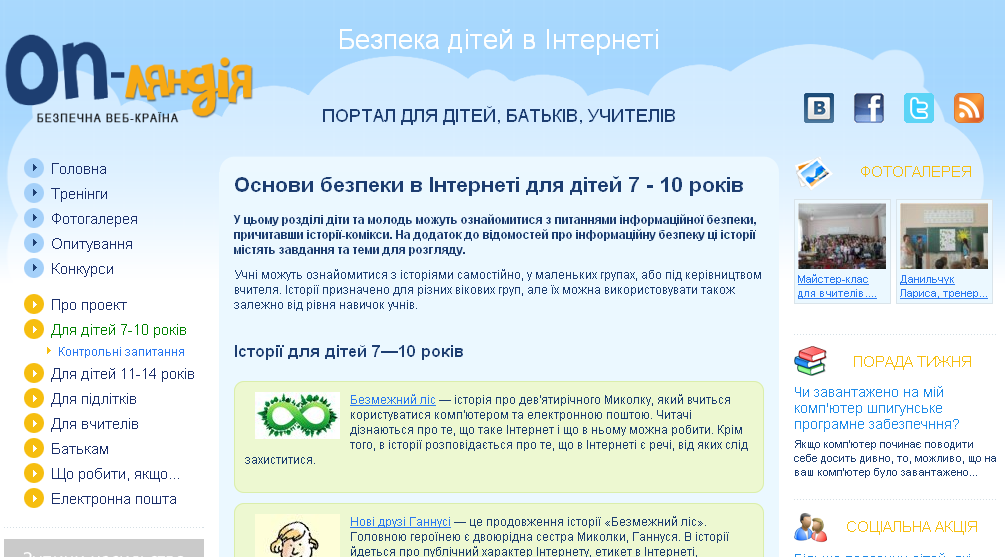 Безпека дітей в Інтернеті
on-ляндія
БЕЗПЕЧНА ВЕБ-КРАЇНА
ПОРТАЛ ДЛЯ ДІТЕЙ, БАТЬКІВ, УЧИТЕЛІВ
Головна
Тренінги
Фотогалерея
Опитування
Конкурси
Про проект
Для дітей 7-10 років
Контрольні запитання
Для дітей 11-14 років
Для підлітків
Для вчителів
Батькам
Що робити, якщо...
Електронна пошта
Основи безпеки в Інтернеті для дітей 7 - 10 років
У цьому розділі діти та молодь можуть ознайомитися з питаннями інформаційної безпеки,
причитавши історії-комікси. На додаток до відомостей про інформаційну безпеку ці історії
містять завдання та теми для розгляду.
Учні можуть ознайомитися з історіями самостійно, у маленьких групах, або під керівництвом
вчителя. Історії призначено для різних вікових груп, але їх можна використовувати також
залежно від рівня навичок учнів.
Історії для дітей 7—10 років
Безмежний ліс — історія про дев'ятирічного Миколку, який вчиться
користуватися комп'ютером та електронною поштою. Читачі
дізнаються про те, що таке Інтернет і що в ньому можна робити. Крім
того, в історії розповідається про те, що в Інтернеті є речі, від яких слід
захиститися.
Нові друзі Ганнусі — це продовження історії «Безмежний ліс».
Головною героїнею є двоюрідна сестра Миколки, Ганнуся. В історії
йдеться про публічний характер Інтернету, етикет в Інтернеті,
ФОТОГАЛЕРЕЯ
Майстер-клас
для вчителів ....
Данильчук
Лариса, тренер...
ПОРАДА ТИЖНЯ
Чи завантажено на мій
комп'ютер шпигунське
програмне забезпечння?
Якщо комп'ютер починає поводити
себе досить дивно, то, можливо, що на
ваш комп'ютер було завантажено...
СОЦІАЛЬНА АКЦІЯ